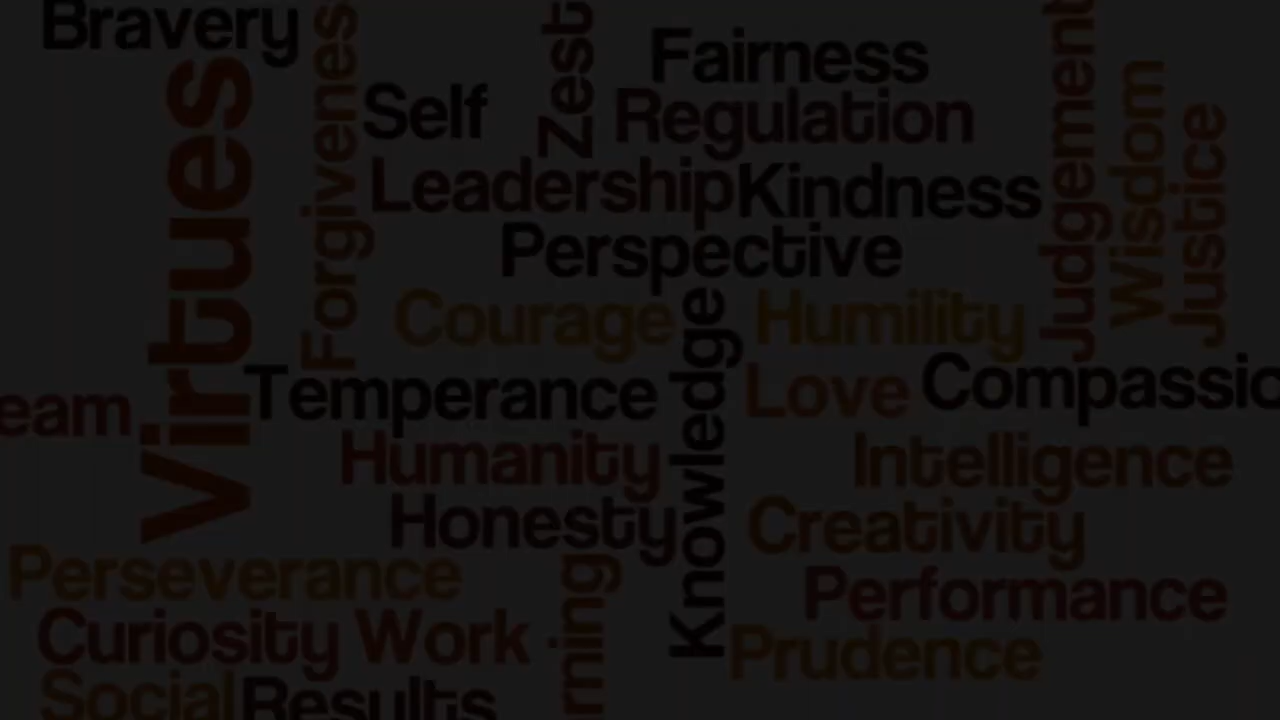 Bravery
Virtues
Forgiveness
Self
Zest
Fairness
Regulation
Leadership
Kindness
Perspective
Judgement
Wisdom
Justice
Courage
Knowledge
Humility
eam
Temperance
Love
Compassio
Humanity
Intelligence
Honesty
Creativity
Perseverance
rning
Performance
Curiosity
Work
Prudence
Social
Results